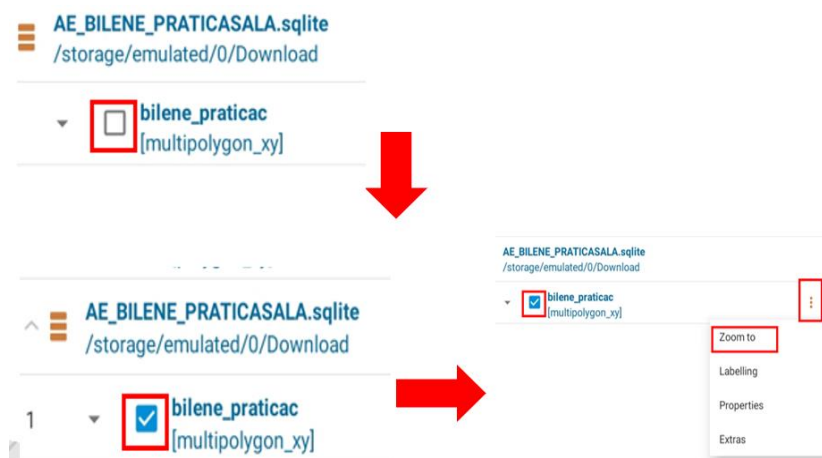 AE_BILENE_PRATICASALA.sqlite
/storage/emulated/0/Download
bilene_praticac
[multipolygon_xy]
AE_BILENE_PRATICASALA.sqlite
/storage/emulated/0/Download
1
bilene_praticac
[multipolygon_xy]
AE_BILENE_PRATICASALA.sqlite
/storage/emulated/0/Download
bilene_praticac
[multipolygon_xy]
Zoom to
Labelling
Properties
Extras